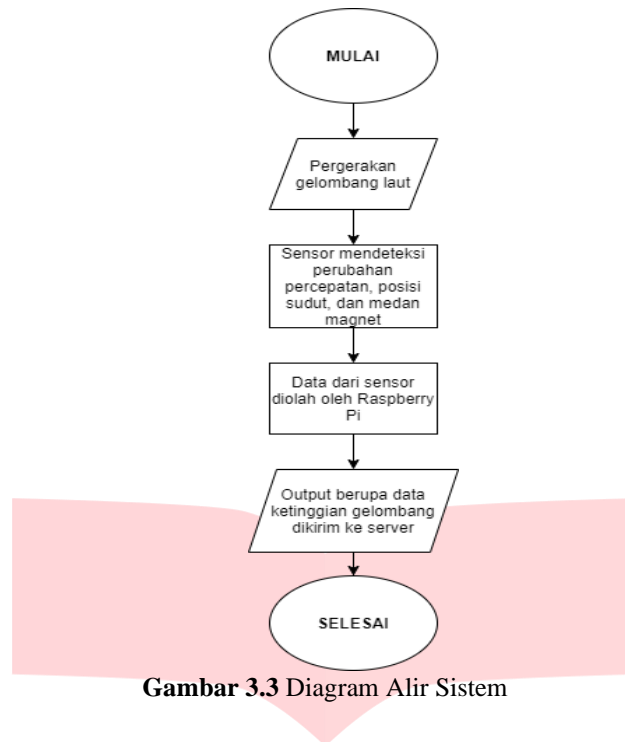 MULAI
Pergerakan
gelombang laut
Sensor mendeteksi
perubahan
percepatan, posisi
sudut, dan medan
magnet
Data dari sensor
diolah oleh Raspberry
Pi
Output berupa data
ketinggian gelombang
dikirim ke server
SELESAI
Gambar 3.3 Diagram Alir Sistem